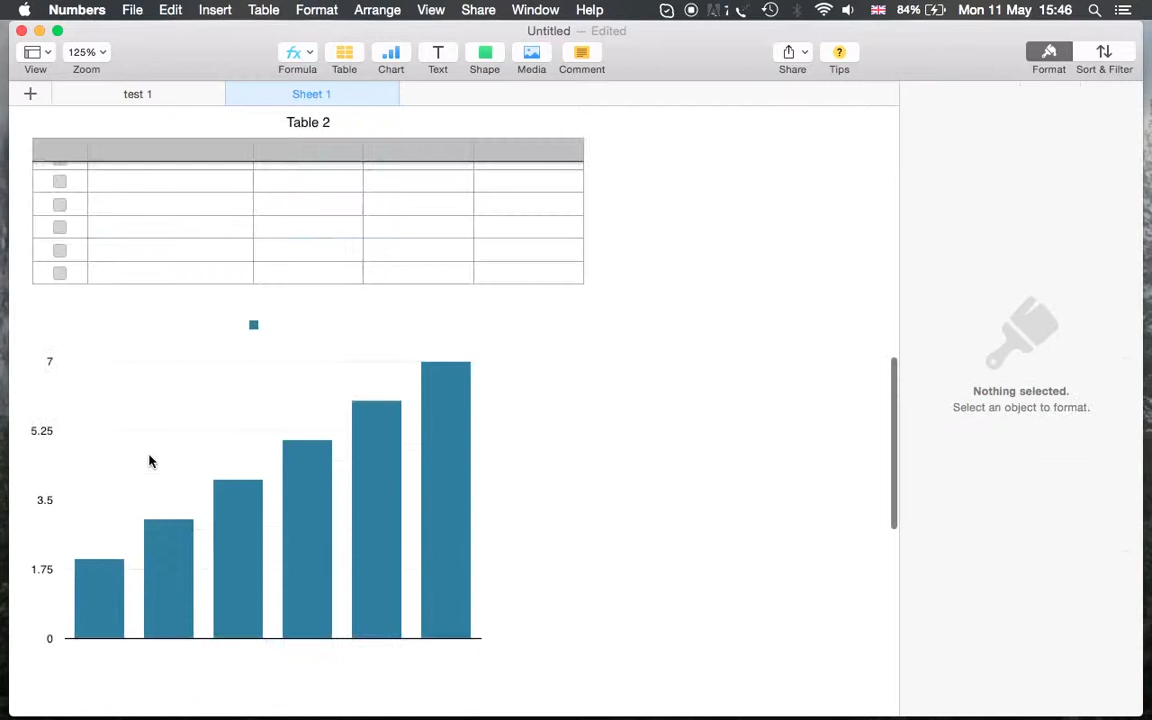 Numbers File Edit Insert Table Format Arrange View Share Window Help 84% Mon 11 May 15:46
Untitled — Edited
125%
View Zoom Formula Table Chart Text Shape Media Comment Share Tips Format Sort & Filter
test 1 Sheet 1
Table 2
7
5.25
3.5
1.75
0
Nothing selected.
Select an object to format.